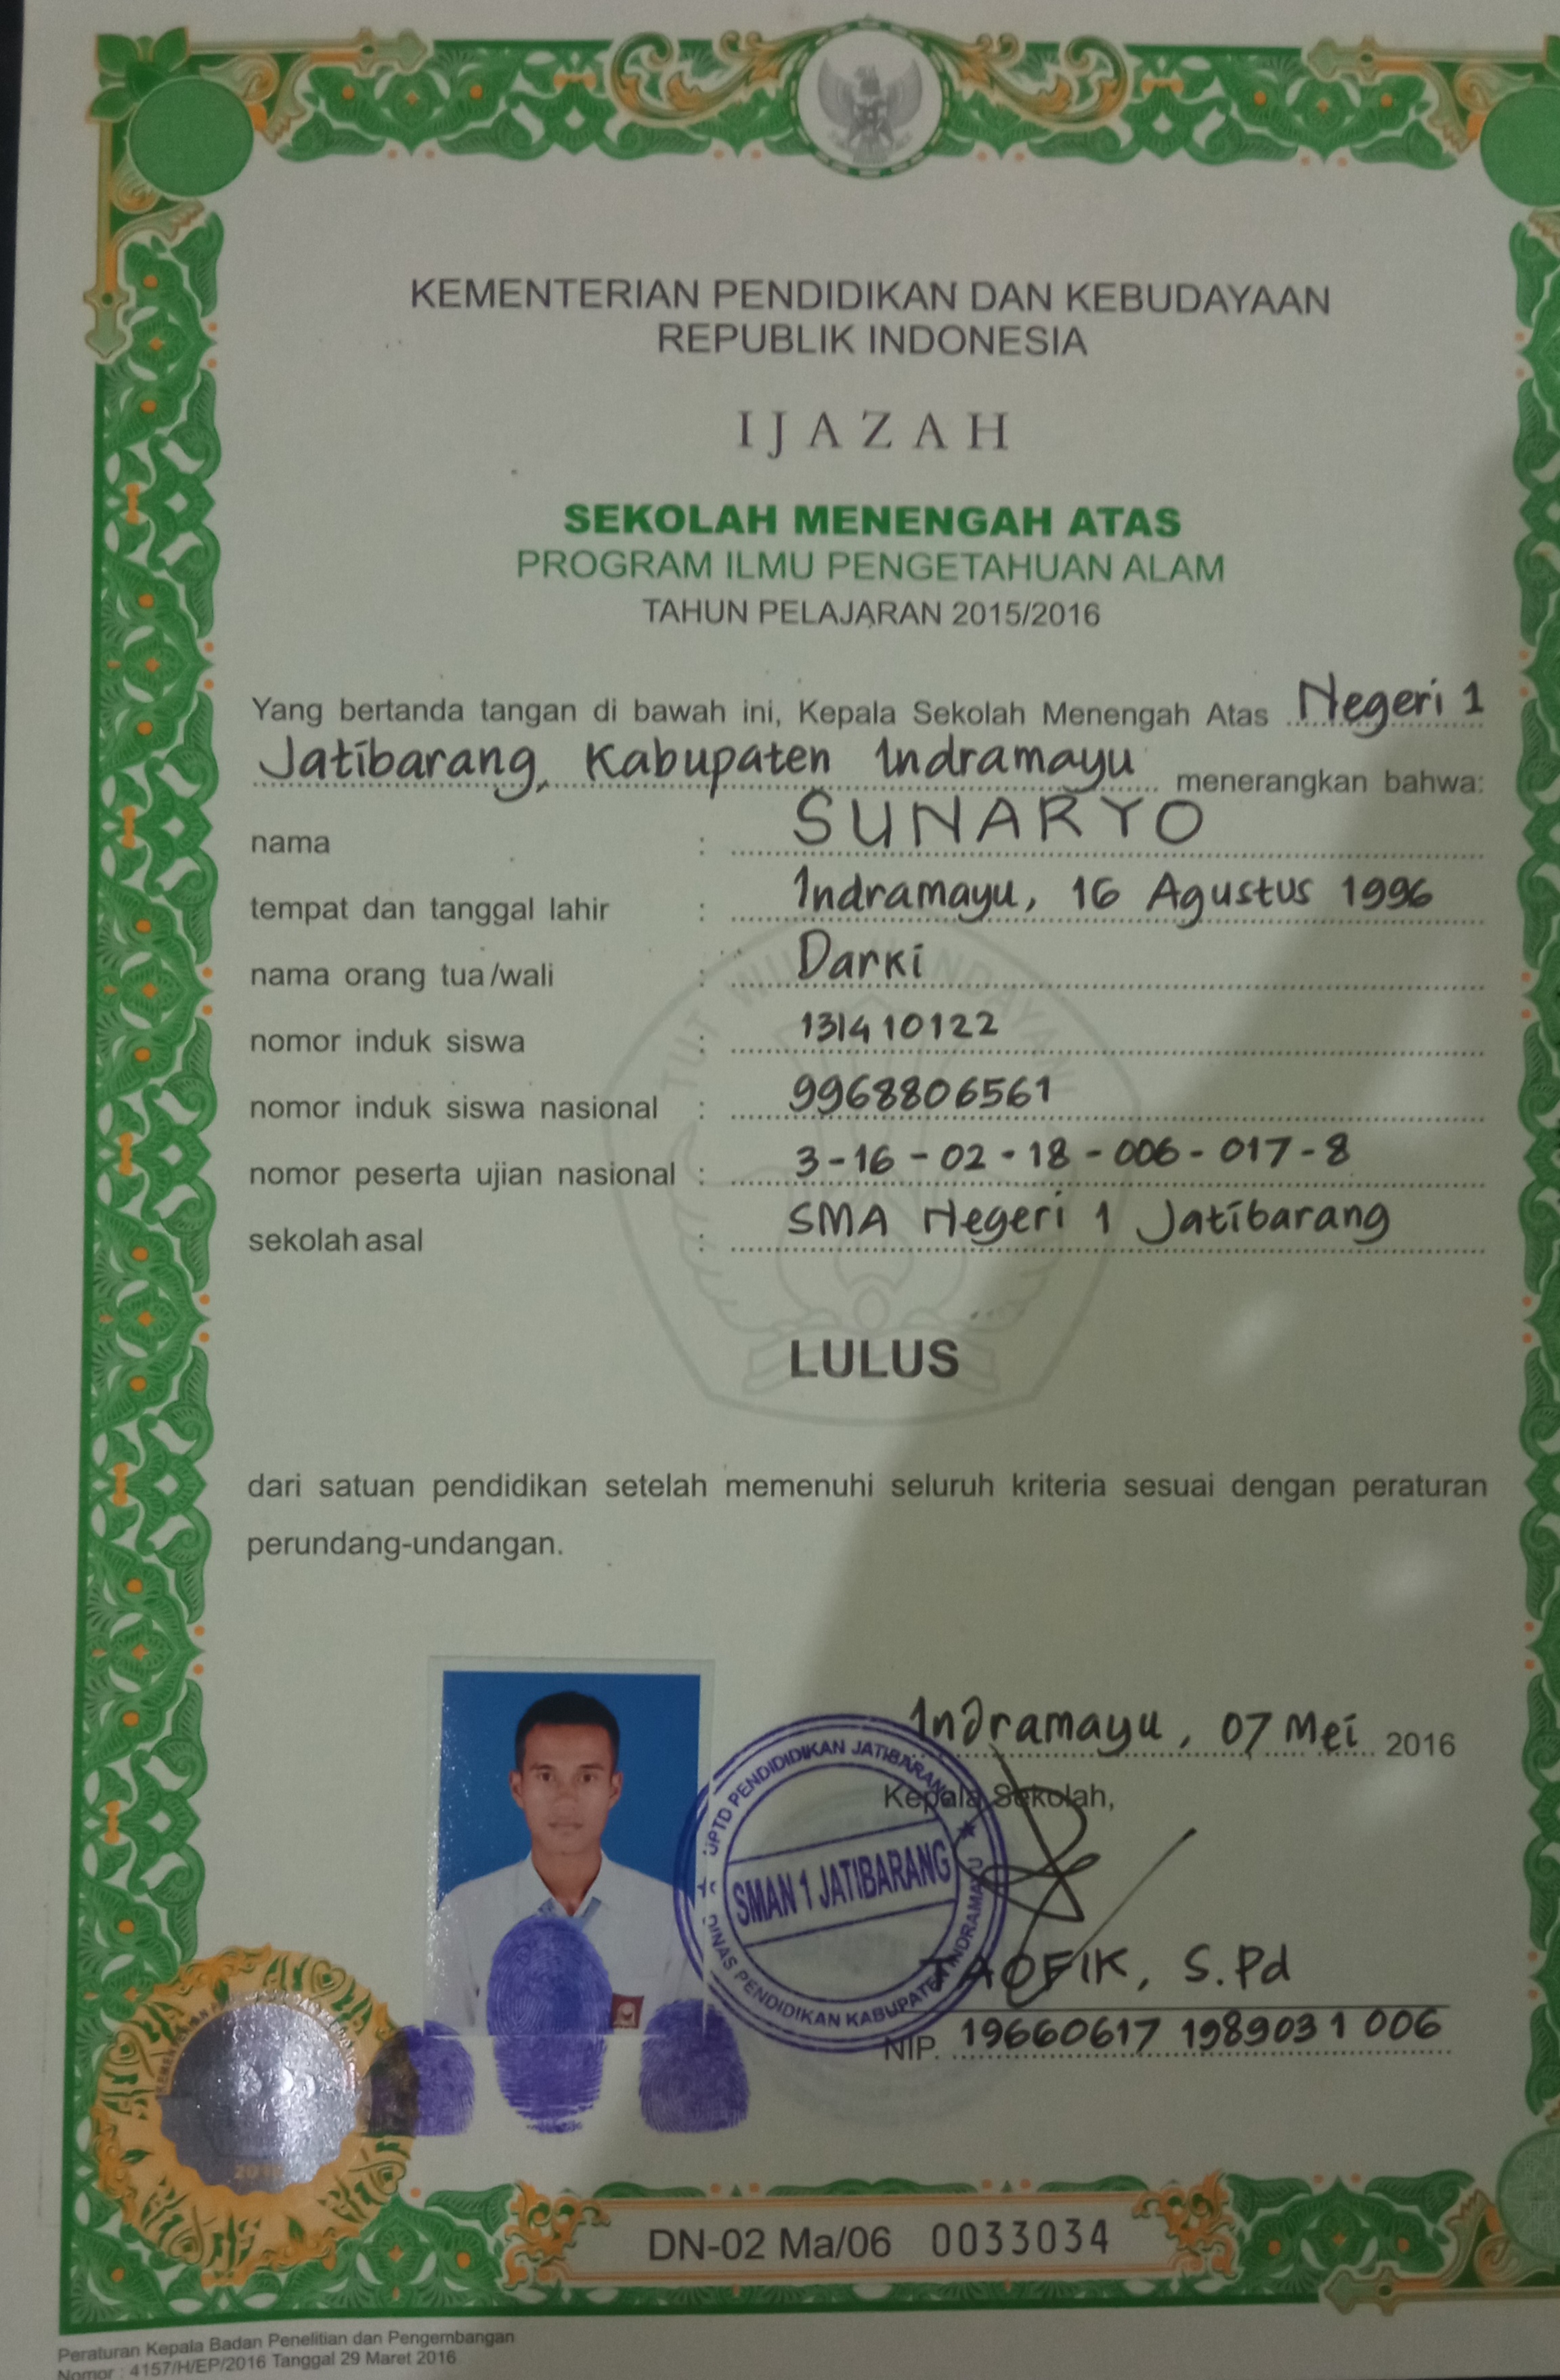 KEMENTERIAN PENDIDIKAN DAN KEBUDAYAAN
REPUBLIK INDONESIA
IJAZAH
SEKOLAH MENENGAH ATAS
PROGRAM ILMU PENGETAHUAN ALAM
TAHUN PELAJARAN 2015/2016
Yang bertanda tangan di bawah ini, Kepala Sekolah Menengah Atas Negeri 1
Jatibarang, Kabupaten Indramayu menerangkan bahwa:
nama : SUNARYO
tempat dan tanggal lahir : Indramayu, 16 Agustus 1996
nama orang tua/wali : Darki
nomor induk siswa : 131410122
nomor induk siswa nasional : 9968806561
nomor peserta ujian nasional : 3-16-02-18-006-017-8
sekolah asal : SMA Negeri 1 Jatibarang
TUT WURI HANDAYANI
LULUS
dari satuan pendidikan setelah memenuhi seluruh kriteria sesuai dengan peraturan
perundang-undangan.
Indramayu, 07 Mei 2016
Kepala Sekolah,
UPTD PENDIDIDIKAN JATIBARANG
SMAN 1 JATIBARANG
DINAS PENDIDIKAN KABUPATEN INDRAMAYU
TAOFIK, S.Pd
NIP. 19660617 198903 1 006
DN-02 Ma/06 0033034
Peraturan Kepala Badan Penelitian dan Pengembangan
Nomor : 4157/H/EP/2016 Tanggal 29 Maret 2016